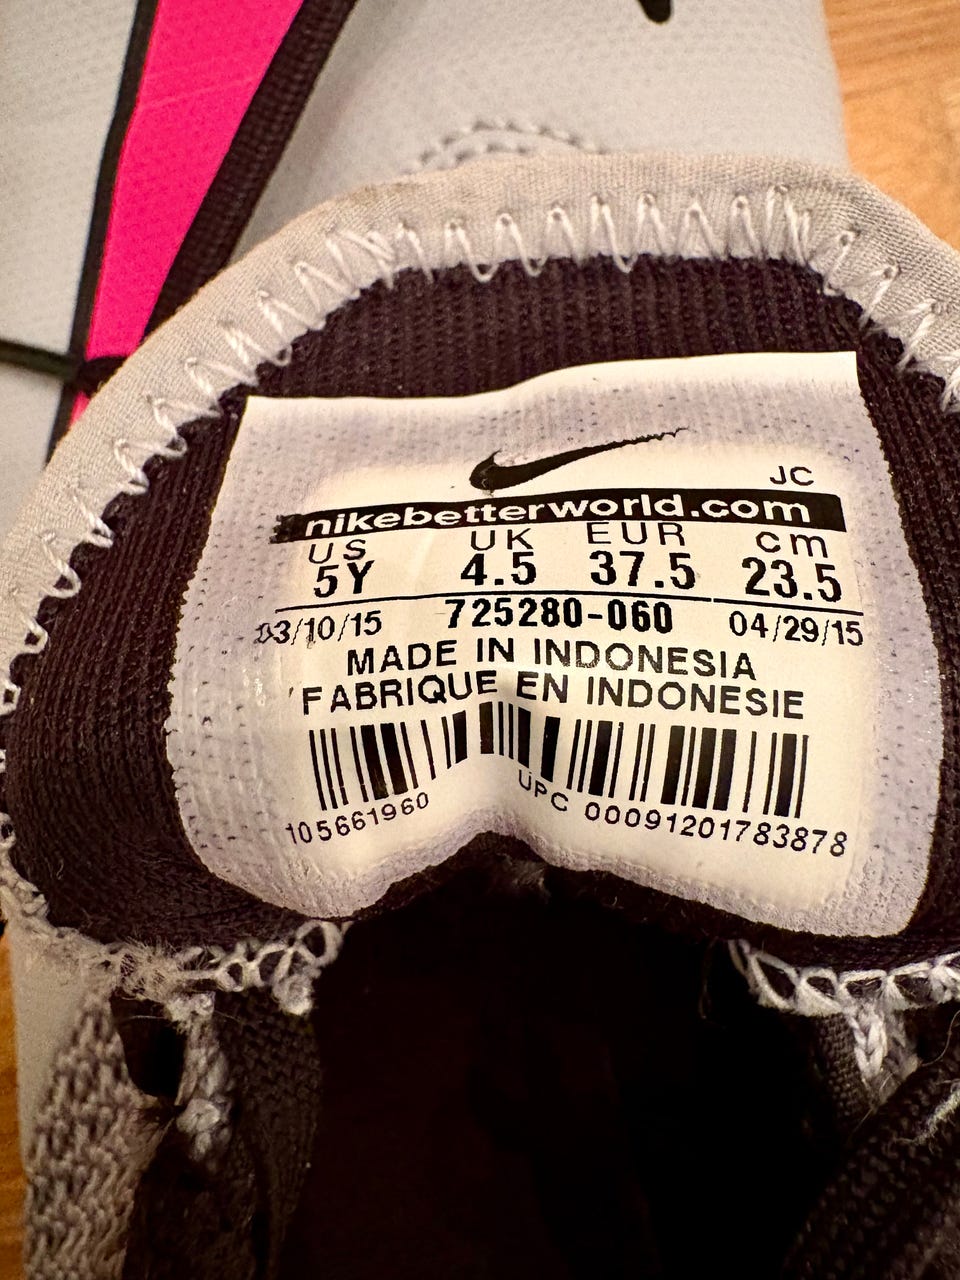 JC
nikebetterworld.com
US UK EUR cm
5Y 4.5 37.5 23.5
03/10/15 725280-060 04/29/15
MADE IN INDONESIA
FABRIQUE EN INDONESIE
105661960 UPC 00091201783878